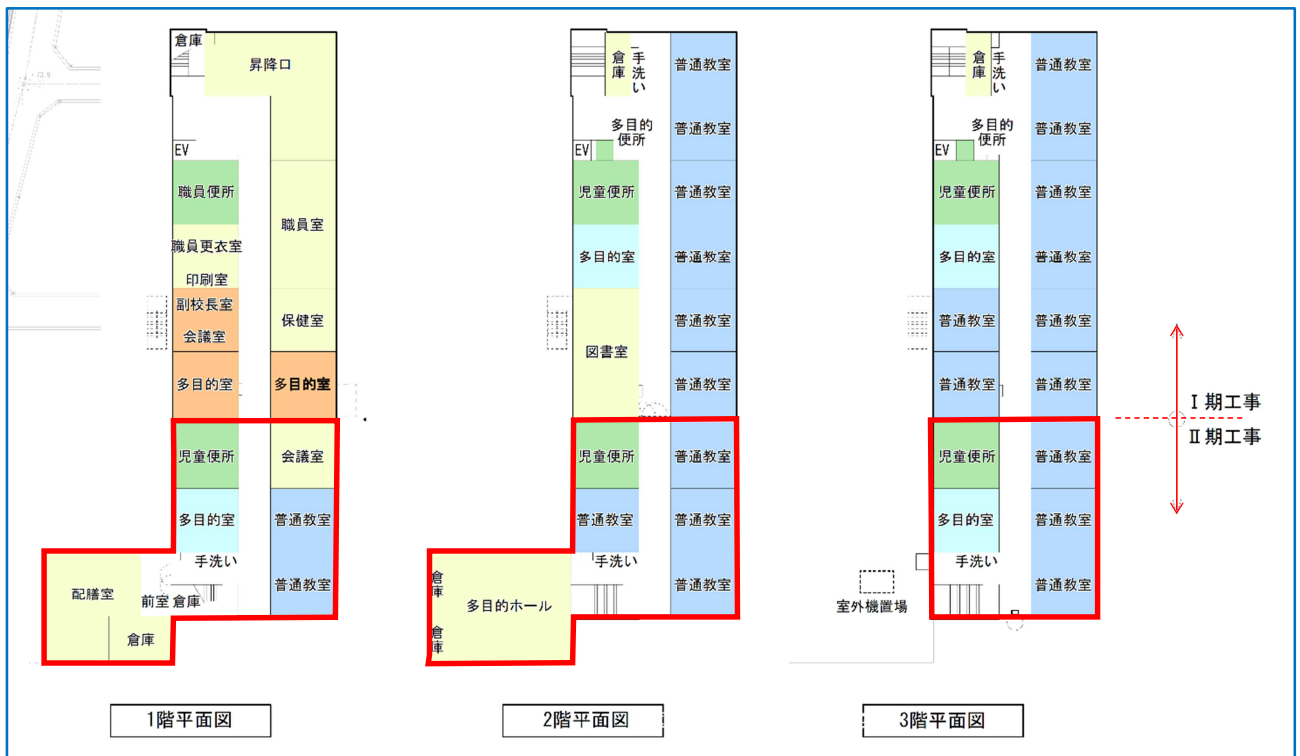 倉庫
昇降口
EV
職員便所
職員室
職員更衣室
印刷室
副校長室
会議室
保健室
多目的室
多目的室
児童便所
会議室
多目的室
普通教室
手洗い
配膳室
前室
倉庫
普通教室
倉庫
1階平面図
倉庫
手洗い
普通教室
多目的
便所
普通教室
EV
児童便所
普通教室
多目的室
普通教室
図書室
普通教室
普通教室
児童便所
普通教室
普通教室
普通教室
手洗い
倉庫
多目的ホール
普通教室
倉庫
2階平面図
倉庫
手洗い
普通教室
多目的
便所
普通教室
EV
児童便所
普通教室
多目的室
普通教室
普通教室
普通教室
普通教室
普通教室
児童便所
普通教室
多目的室
普通教室
手洗い
普通教室
室外機置場
3階平面図
Ⅰ期工事
Ⅱ期工事